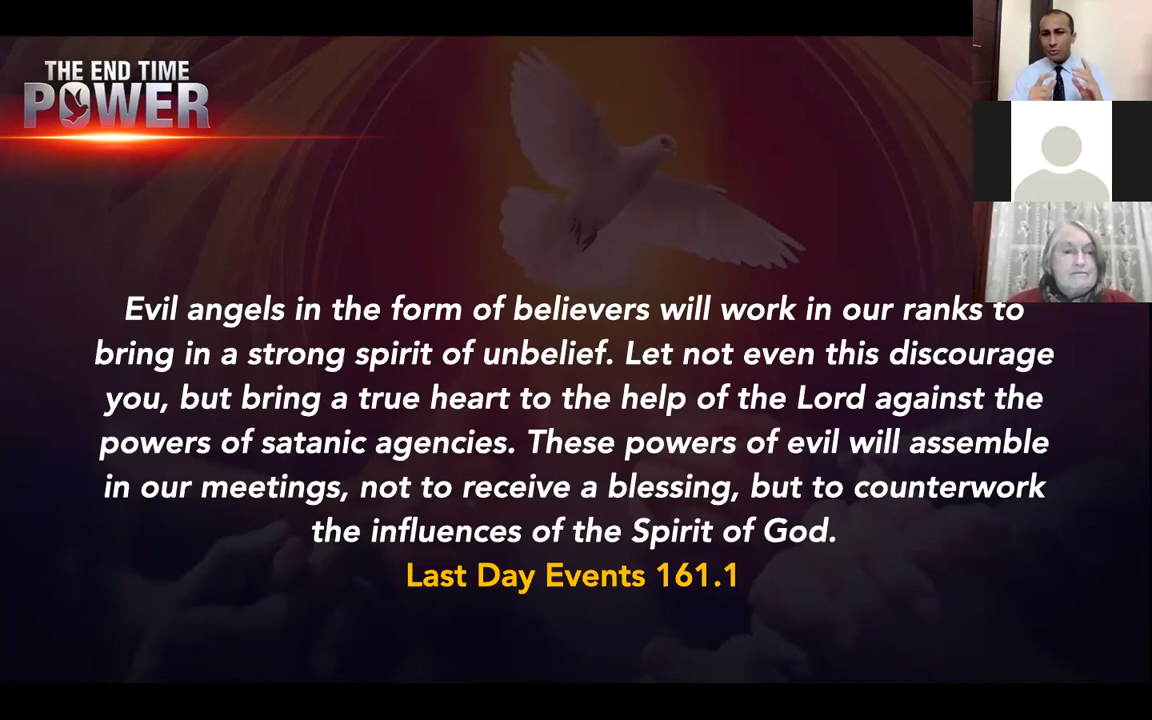 THE END TIME
POWER
Evil angels in the form of believers will work in our ranks to
bring in a strong spirit of unbelief. Let not even this discourage
you, but bring a true heart to the help of the Lord against the
powers of satanic agencies. These powers of evil will assemble
in our meetings, not to receive a blessing, but to counterwork
the influences of the Spirit of God.
Last Day Events 161.1